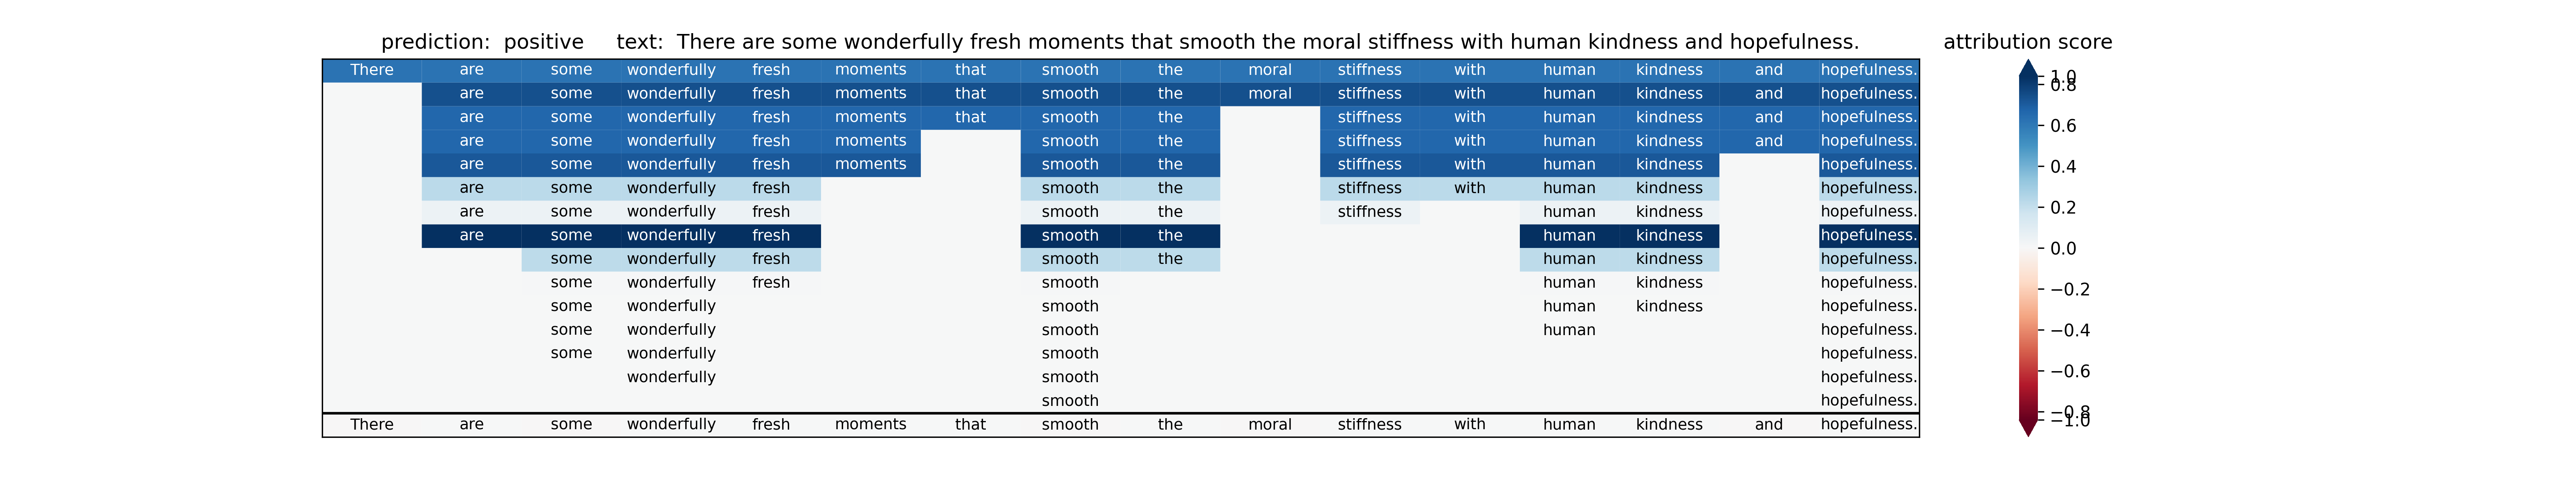 prediction: positive text: There are some wonderfully fresh moments that smooth the moral stiffness with human kindness and hopefulness. attribution score
There are some wonderfully fresh moments that smooth the moral stiffness with human kindness and hopefulness.
are some wonderfully fresh moments that smooth the moral stiffness with human kindness and hopefulness.
are some wonderfully fresh moments that smooth the stiffness with human kindness and hopefulness.
are some wonderfully fresh moments smooth the stiffness with human kindness and hopefulness.
are some wonderfully fresh moments smooth the stiffness with human kindness hopefulness.
are some wonderfully fresh smooth the stiffness with human kindness hopefulness.
are some wonderfully fresh smooth the stiffness human kindness hopefulness.
are some wonderfully fresh smooth the human kindness hopefulness.
some wonderfully fresh smooth the human kindness hopefulness.
some wonderfully fresh smooth human kindness hopefulness.
some wonderfully smooth human kindness hopefulness.
some wonderfully smooth human hopefulness.
some wonderfully smooth hopefulness.
wonderfully smooth hopefulness.
smooth hopefulness.
There are some wonderfully fresh moments that smooth the moral stiffness with human kindness and hopefulness.
1.0
0.8
0.6
0.4
0.2
0.0
−0.2
−0.4
−0.6
−0.8
−1.0